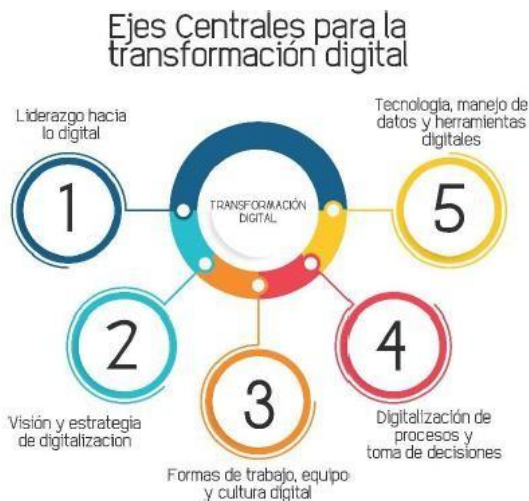 Ejes Centrales para la
transformación digital
Liderazgo hacia
lo digital
1
TRANSFORMACIÓN
DIGITAL
Tecnología, manejo de
datos y herramientas
digitales
5
2
Visión y estrategia
de digitalizacion
3
Formas de trabajo, equipo
y cultura digital
4
Digitalización de
procesos y
toma de decisiones